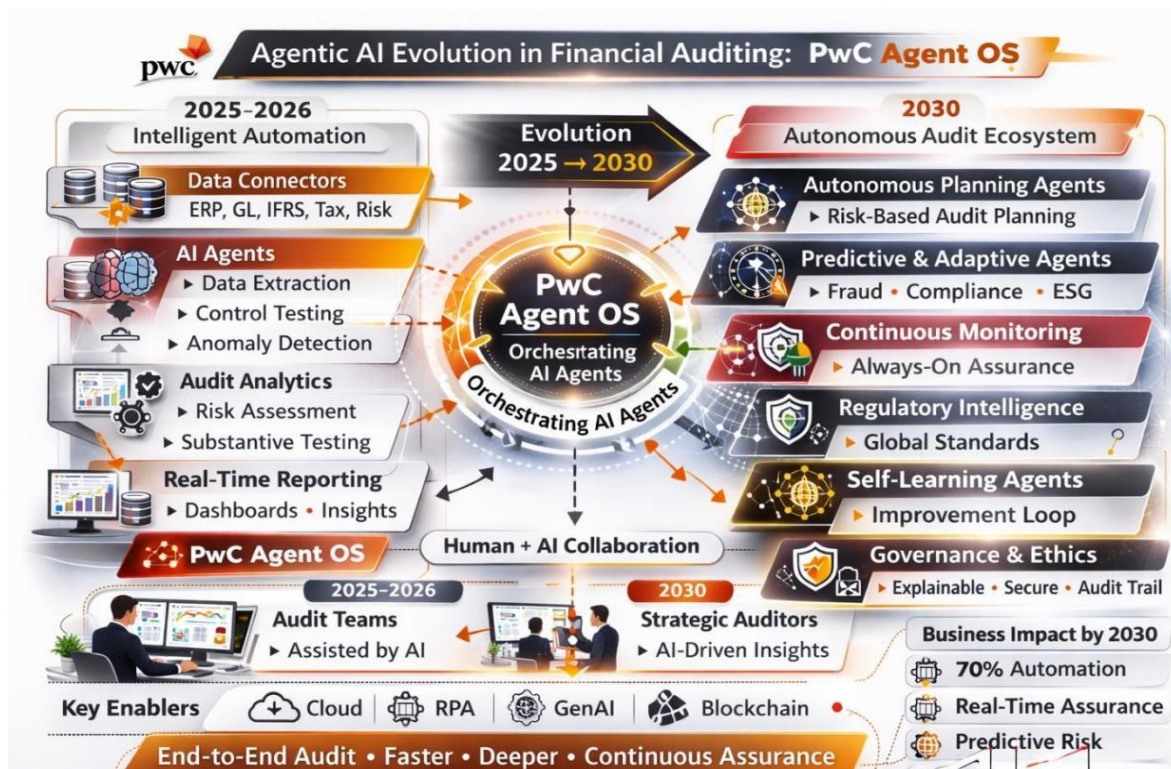 pwc
Agentic AI Evolution in Financial Auditing: PwC Agent OS
2025–2026
Intelligent Automation
Data Connectors
ERP, GL, IFRS, Tax, Risk
AI Agents
▸ Data Extraction
▸ Control Testing
▸ Anomaly Detection
Audit Analytics
▸ Risk Assessment
▸ Substantive Testing
Real-Time Reporting
▸ Dashboards • Insights
PwC Agent OS
Evolution
2025 → 2030
PwC
Agent OS
Orchestrating
AI Agents
Orchestrating AI Agents
Human + AI Collaboration
2030
Autonomous Audit Ecosystem
Autonomous Planning Agents
▸ Risk-Based Audit Planning
Predictive & Adaptive Agents
▸ Fraud • Compliance • ESG
Continuous Monitoring
▸ Always-On Assurance
Regulatory Intelligence
▸ Global Standards
Self-Learning Agents
▸ Improvement Loop
Governance & Ethics
▸ Explainable • Secure • Audit Trail
2025–2026
Audit Teams
▸ Assisted by AI
2030
Strategic Auditors
▸ AI-Driven Insights
Business Impact by 2030
70% Automation
Real-Time Assurance
Predictive Risk
Key Enablers
Cloud | RPA | GenAI | Blockchain
End-to-End Audit • Faster • Deeper • Continuous Assurance